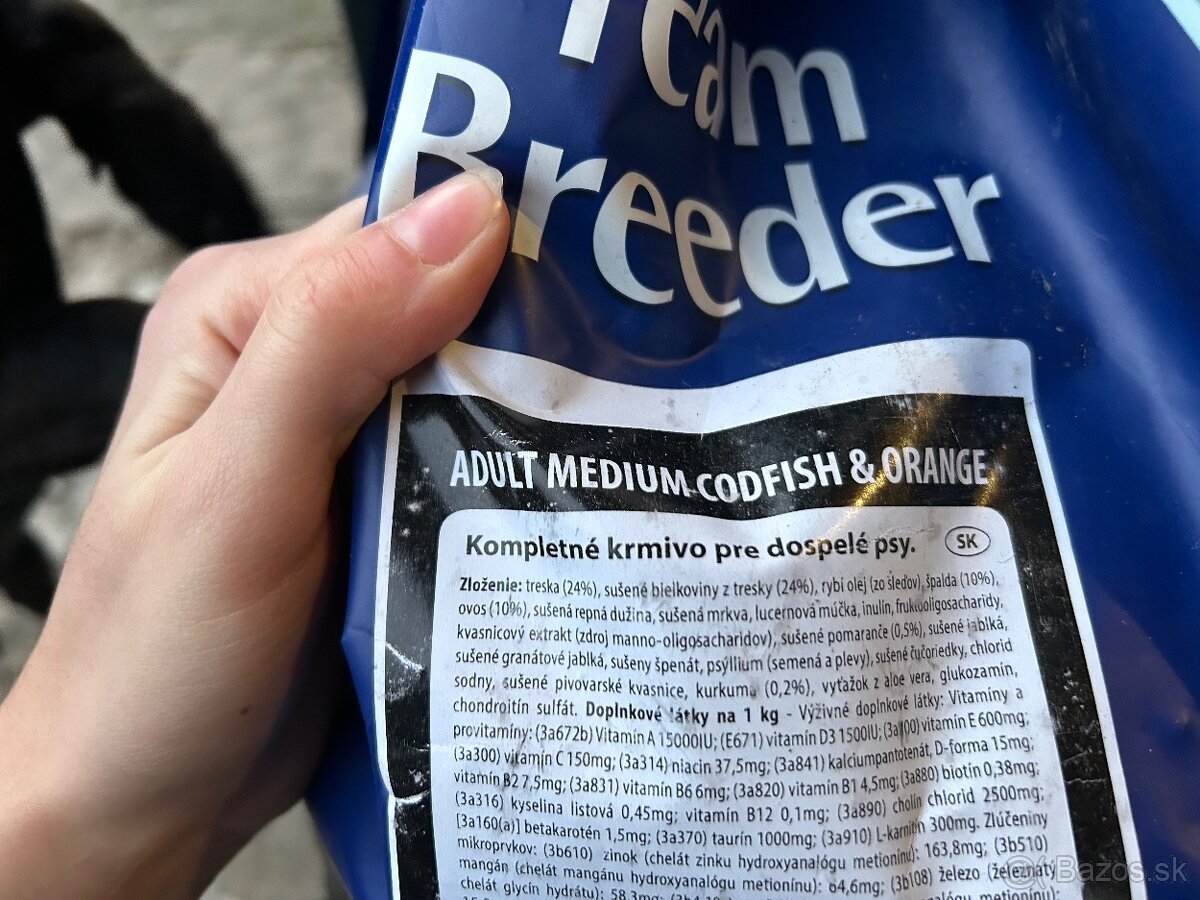 Team
Breeder
ADULT MEDIUM CODFISH & ORANGE
Kompletné krmivo pre dospelé psy. SK
Zloženie: treska (24%), sušené bielkoviny z tresky (24%), rybí olej (zo sleďov), špalda (10%),
ovos (10%), sušená repná dužina, sušená mrkva, lucernová múčka, inulín, fruktooligosacharidy,
kvasnicový extrakt (zdroj manno-oligosacharidov), sušené pomaranče (0,5%), sušené jablká,
sušené granátové jablká, sušeny špenát, psýllium (semená a plevy), sušené čučoriedky, chlorid
sodny, sušené pivovarské kvasnice, kurkuma (0,2%), vyťažok z aloe vera, glukozamín,
chondroitín sulfát. Doplnkové látky na 1 kg - Výživné doplnkové látky: Vitamíny a
provitamíny: (3a672b) Vitamín A 15000IU; (E671) vitamín D3 1500IU; (3a700) vitamín E 600mg;
(3a300) vitamín C 150mg; (3a314) niacin 37,5mg; (3a841) kalciumpantotenát, D-forma 15mg;
vitamín B2 7,5mg; (3a831) vitamín B6 6mg; (3a820) vitamín B1 4,5mg; (3a880) biotín 0,38mg;
(3a316) kyselina listová 0,45mg; vitamín B12 0,1mg; (3a890) cholín chlorid 2500mg;
[3a160(a)] betakarotén 1,5mg; (3a370) taurín 1000mg; (3a910) L-karnitín 300mg. Zlúčeniny
mikroprvkov: (3b610) zinok (chelát zinku hydroxyanalógu metionínu): 163,8mg; (3b510)
mangán (chelát mangánu hydroxyanalógu metionínu): 64,6mg; (3b108) železo (železnatý
chelát glycín hydrátu): 58,3mg;
Bazos.sk